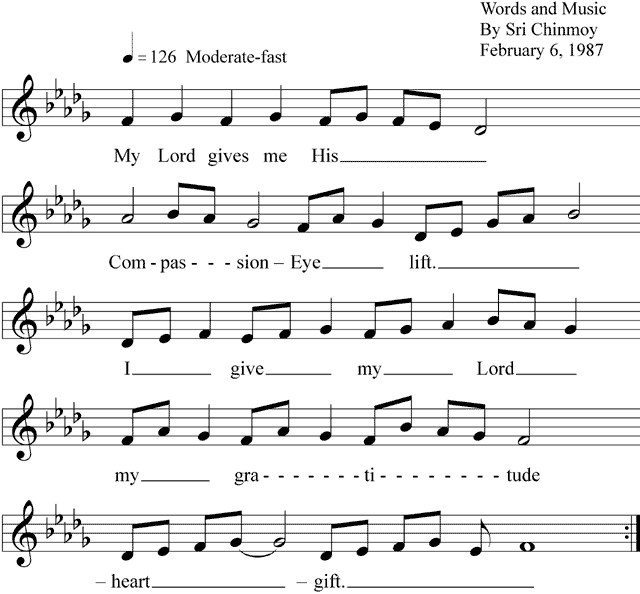 Words and Music
By Sri Chinmoy
February 6, 1987
= 126 Moderate-fast
My Lord gives me His
Com - pas - - - sion – Eye lift.
I give my Lord
my gra - - - - - - - ti - - - - - - - - tude
– heart – gift.